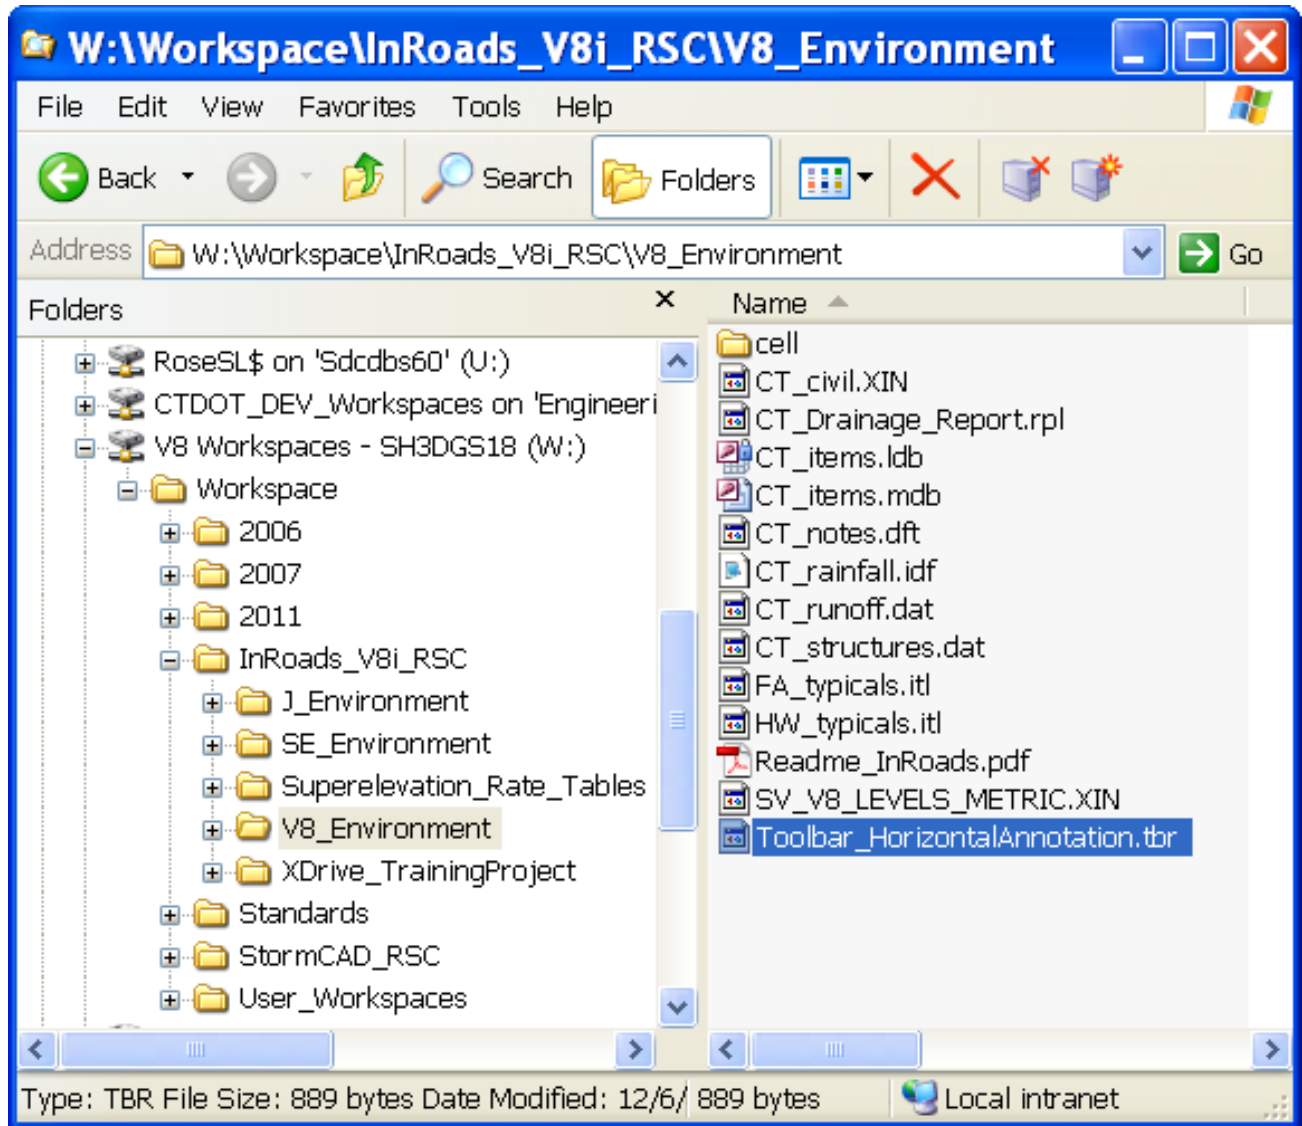 W:\Workspace\InRoads_V8i_RSC\V8_Environment
File Edit View Favorites Tools Help
Back Search Folders
Address W:\Workspace\InRoads_V8i_RSC\V8_Environment Go
Folders
RoseSL$ on 'Sdcdbs60' (U:)
CTDOT_DEV_Workspaces on 'Engineeri
V8 Workspaces - SH3DGS18 (W:)
Workspace
2006
2007
2011
InRoads_V8i_RSC
J_Environment
SE_Environment
Superelevation_Rate_Tables
V8_Environment
XDrive_TrainingProject
Standards
StormCAD_RSC
User_Workspaces
Name
cell
CT_civil.XIN
CT_Drainage_Report.rpl
CT_items.ldb
CT_items.mdb
CT_notes.dft
CT_rainfall.idf
CT_runoff.dat
CT_structures.dat
FA_typicals.itl
HW_typicals.itl
Readme_InRoads.pdf
SV_V8_LEVELS_METRIC.XIN
Toolbar_HorizontalAnnotation.tbr
Type: TBR File Size: 889 bytes Date Modified: 12/6/ 889 bytes Local intranet